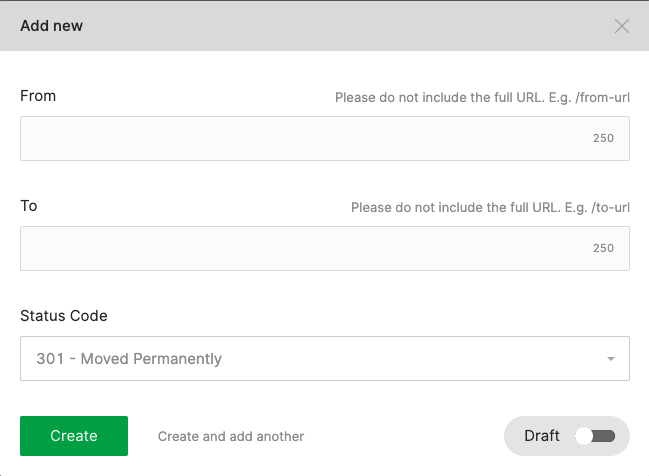 Add new
From
Please do not include the full URL. E.g. /from-url
250
To
Please do not include the full URL. E.g. /to-url
250
Status Code
301 - Moved Permanently
Create
Create and add another
Draft